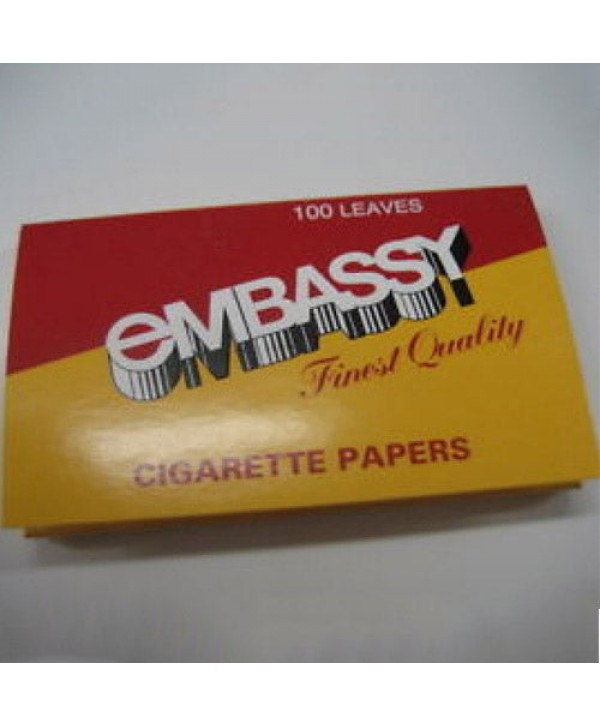 100 LEAVES
eMBASSY
Finest Quality
CIGARETTE PAPERS